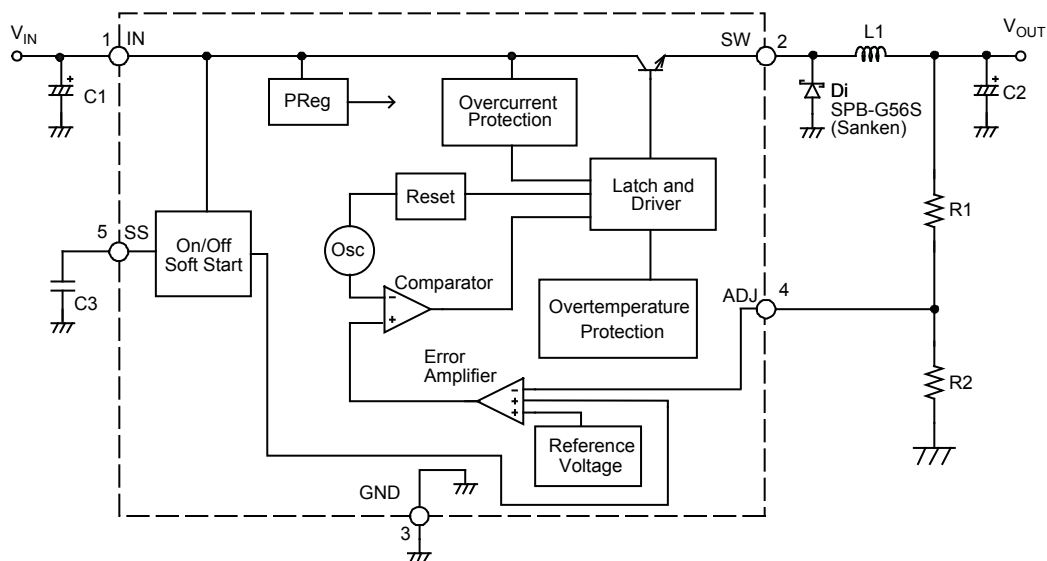 VIN
1
IN
SW
2
L1
VOUT
C1
PReg
Overcurrent
Protection
Di
SPB-G56S
(Sanken)
C2
Reset
Latch and
Driver
R1
5
SS
On/Off
Soft Start
Osc
C3
Comparator
−
+
Overtemperature
Protection
ADJ
4
Error
Amplifier
−
+
+
R2
Reference
Voltage
GND
3